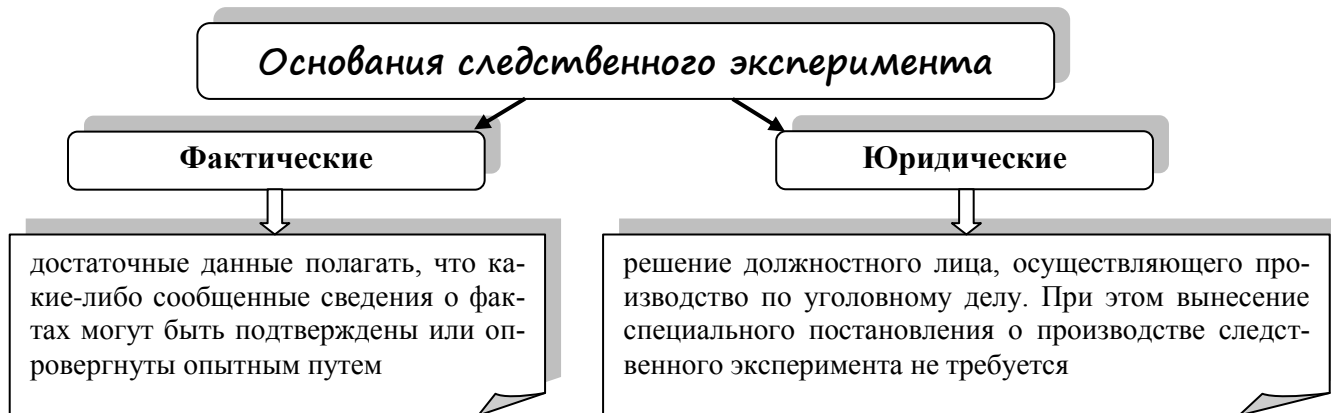 Основания следственного эксперимента
Фактические
Юридические
достаточные данные полагать, что ка-
кие-либо сообщенные сведения о фак-
тах могут быть подтверждены или оп-
ровергнуты опытным путем
решение должностного лица, осуществляющего про-
изводство по уголовному делу. При этом вынесение
специального постановления о производстве следст-
венного эксперимента не требуется